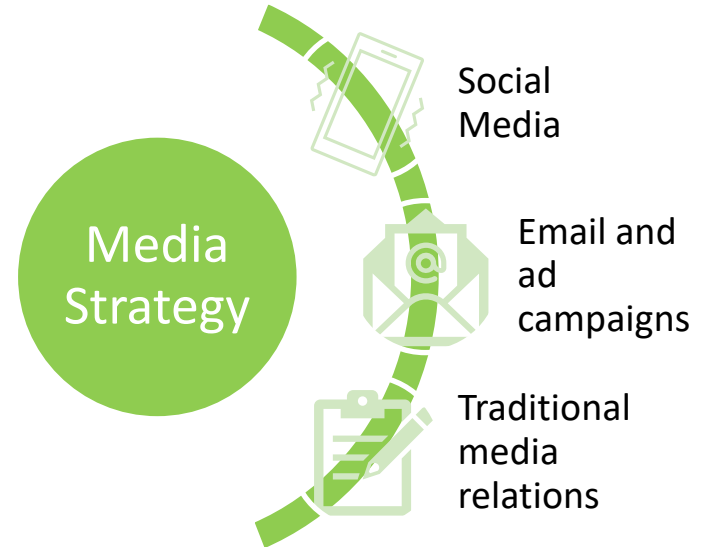 Media
Strategy
Social
Media
Email and
ad
campaigns
Traditional
media
relations